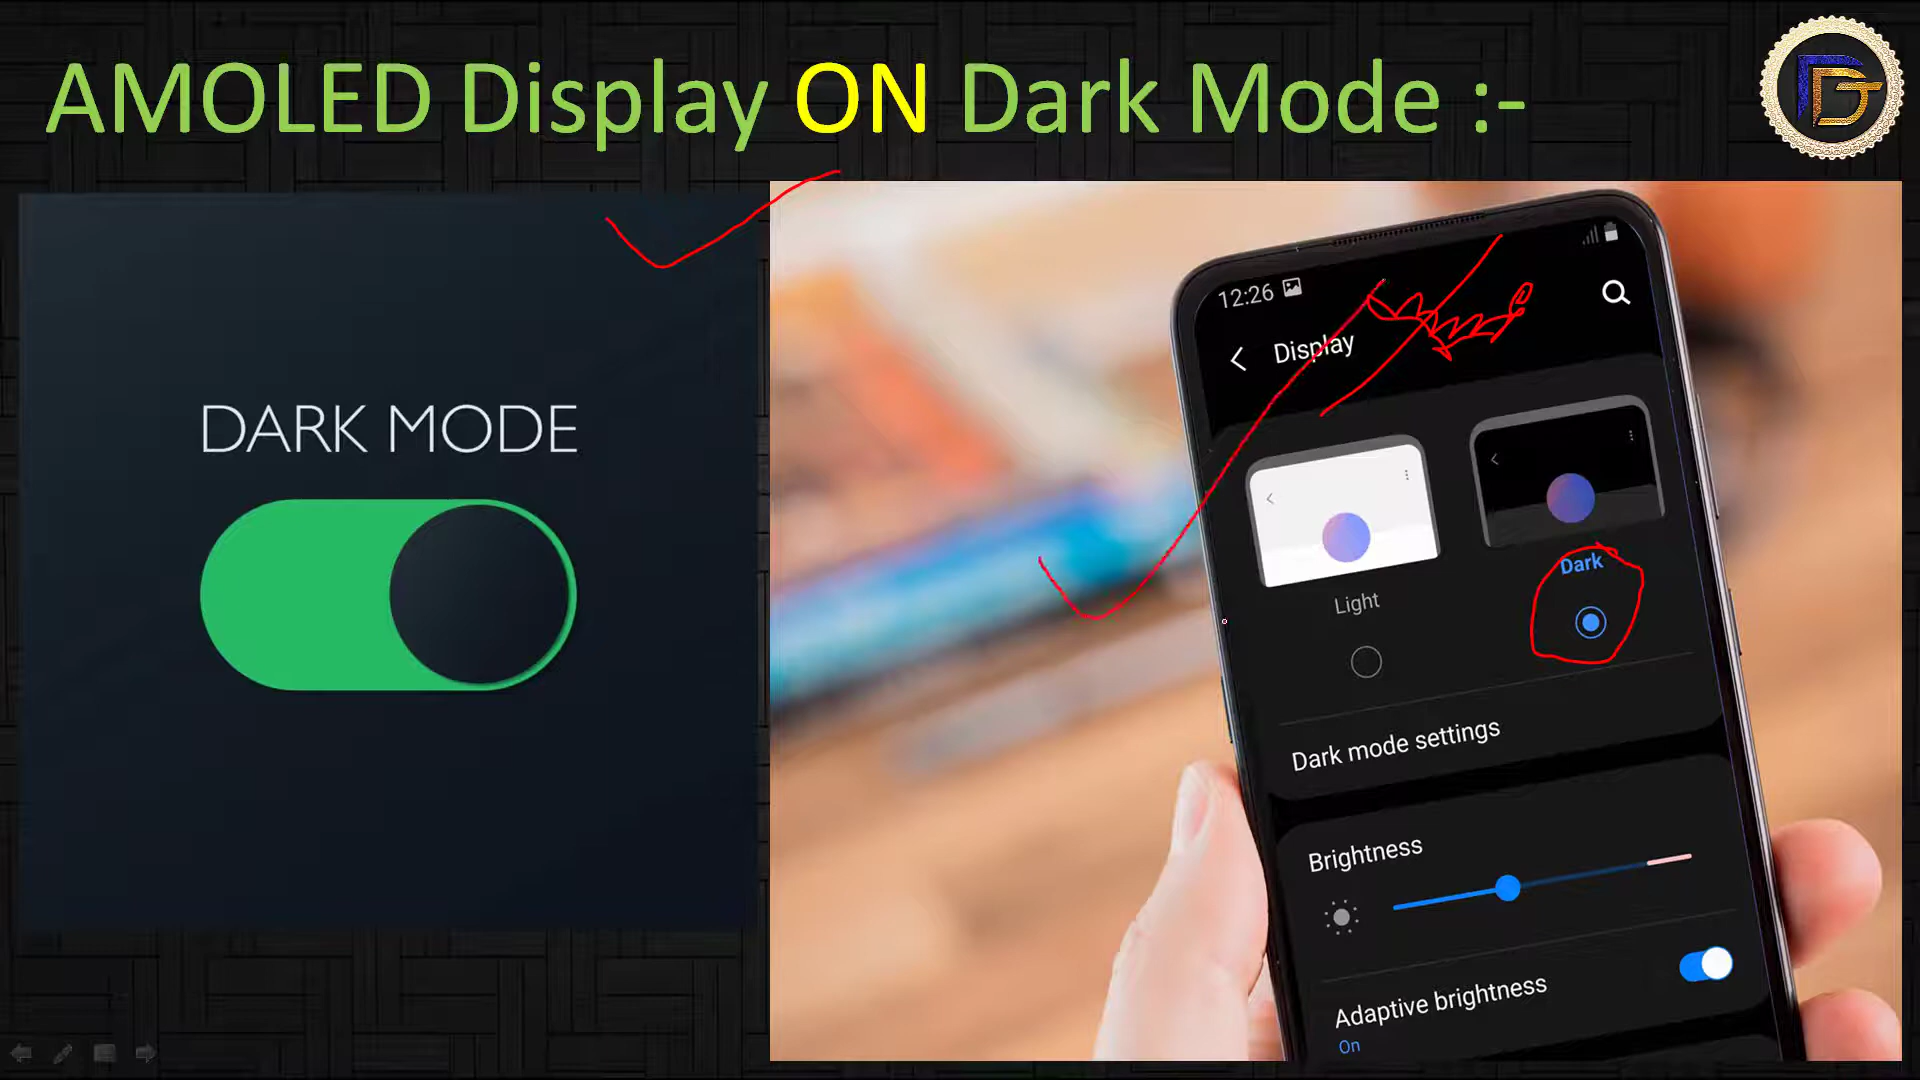 AMOLED Display ON Dark Mode :-
DARK MODE
12:26
Display
Light
Dark
Dark mode settings
Brightness
Adaptive brightness
On